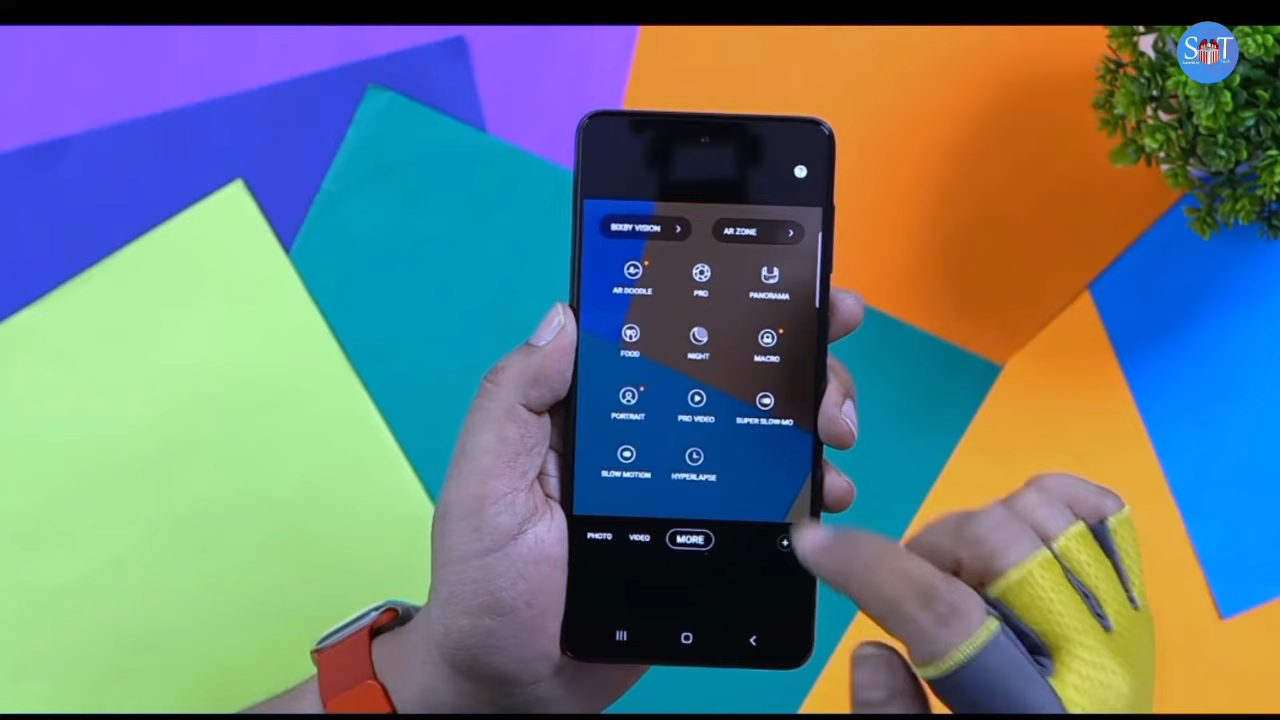 S T
BIXBY VISION >
AR ZONE >
AR DOODLE
PRO
PANORAMA
FOOD
NIGHT
MACRO
PORTRAIT
PRO VIDEO
SUPER SLOW-MO
SLOW MOTION
HYPERLAPSE
PHOTO
VIDEO
MORE